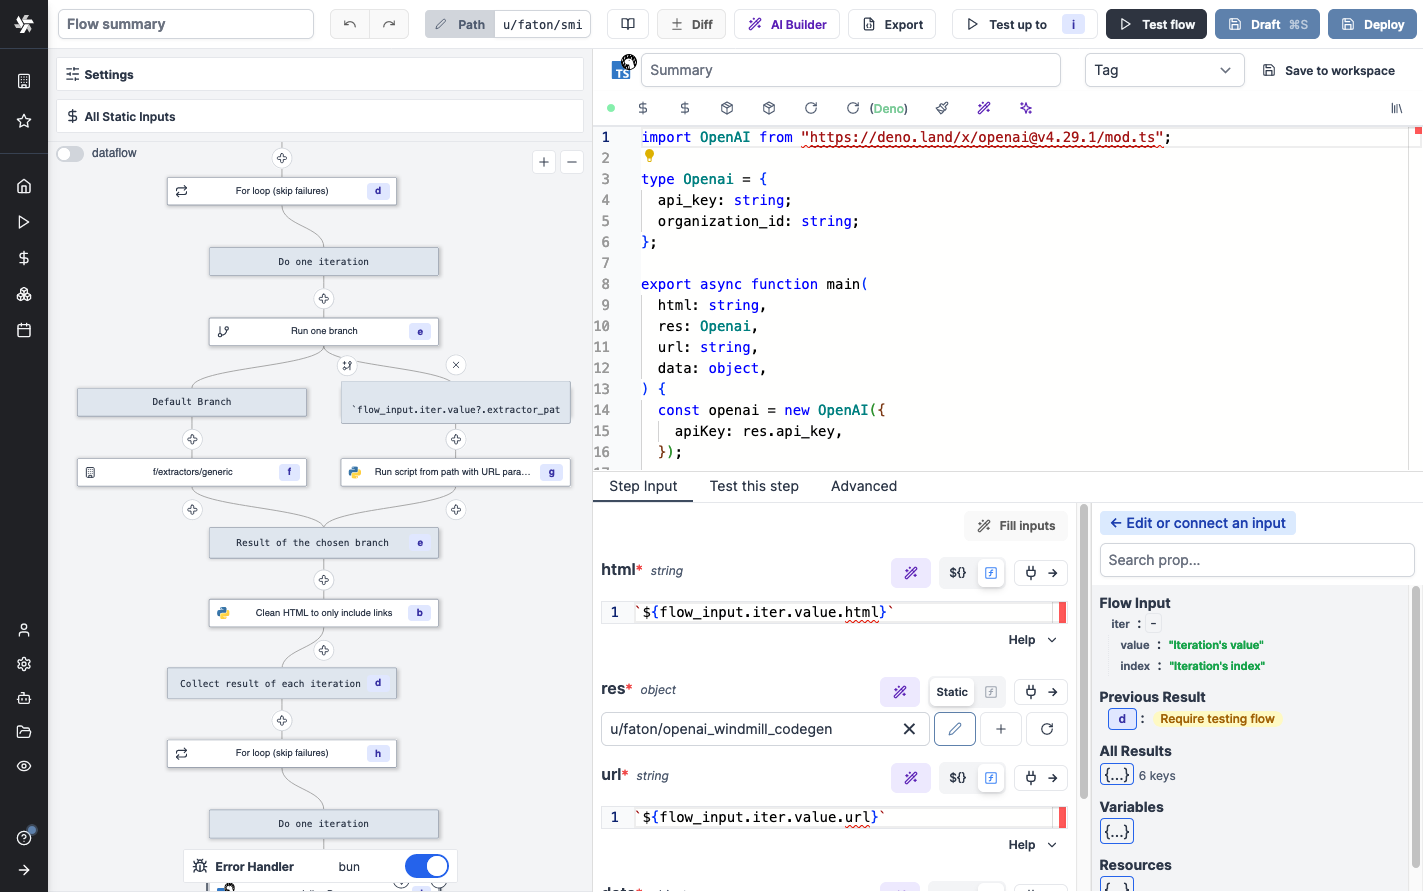 Flow summary
Path
u/faton/smi
Diff
AI Builder
Export
Test up to
i
Test flow
Draft ⌘S
Deploy
Settings
All Static Inputs
dataflow
For loop (skip failures)
d
Do one iteration
Run one branch
e
Default Branch
`flow_input.iter.value?.extractor_pat
f/extractors/generic
f
Run script from path with URL para...
g
Result of the chosen branch
e
Clean HTML to only include links
b
Collect result of each iteration
d
For loop (skip failures)
h
Do one iteration
Error Handler
bun
TS
Summary
Tag
Save to workspace
(Deno)
1 import OpenAI from "https://deno.land/x/openai@v4.29.1/mod.ts";
2
3 type Openai = {
4 api_key: string;
5 organization_id: string;
6 };
7
8 export async function main(
9 html: string,
10 res: Openai,
11 url: string,
12 data: object,
13 ) {
14 const openai = new OpenAI({
15 apiKey: res.api_key,
16 });
Step Input
Test this step
Advanced
Fill inputs
html* string
${}
1 `${flow_input.iter.value.html}`
Help
res* object
Static
u/faton/openai_windmill_codegen
url* string
${}
1 `${flow_input.iter.value.url}`
Help
← Edit or connect an input
Search prop...
Flow Input
iter : -
value : "Iteration's value"
index : "Iteration's index"
Previous Result
d : Require testing flow
All Results
{...} 6 keys
Variables
{...}
Resources
{...}